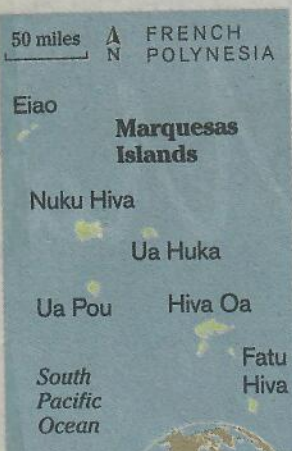 50 miles
N
FRENCH
POLYNESIA
Eiao
Marquesas
Islands
Nuku Hiva
Ua Huka
Ua Pou
Hiva Oa
Fatu
Hiva
South
Pacific
Ocean